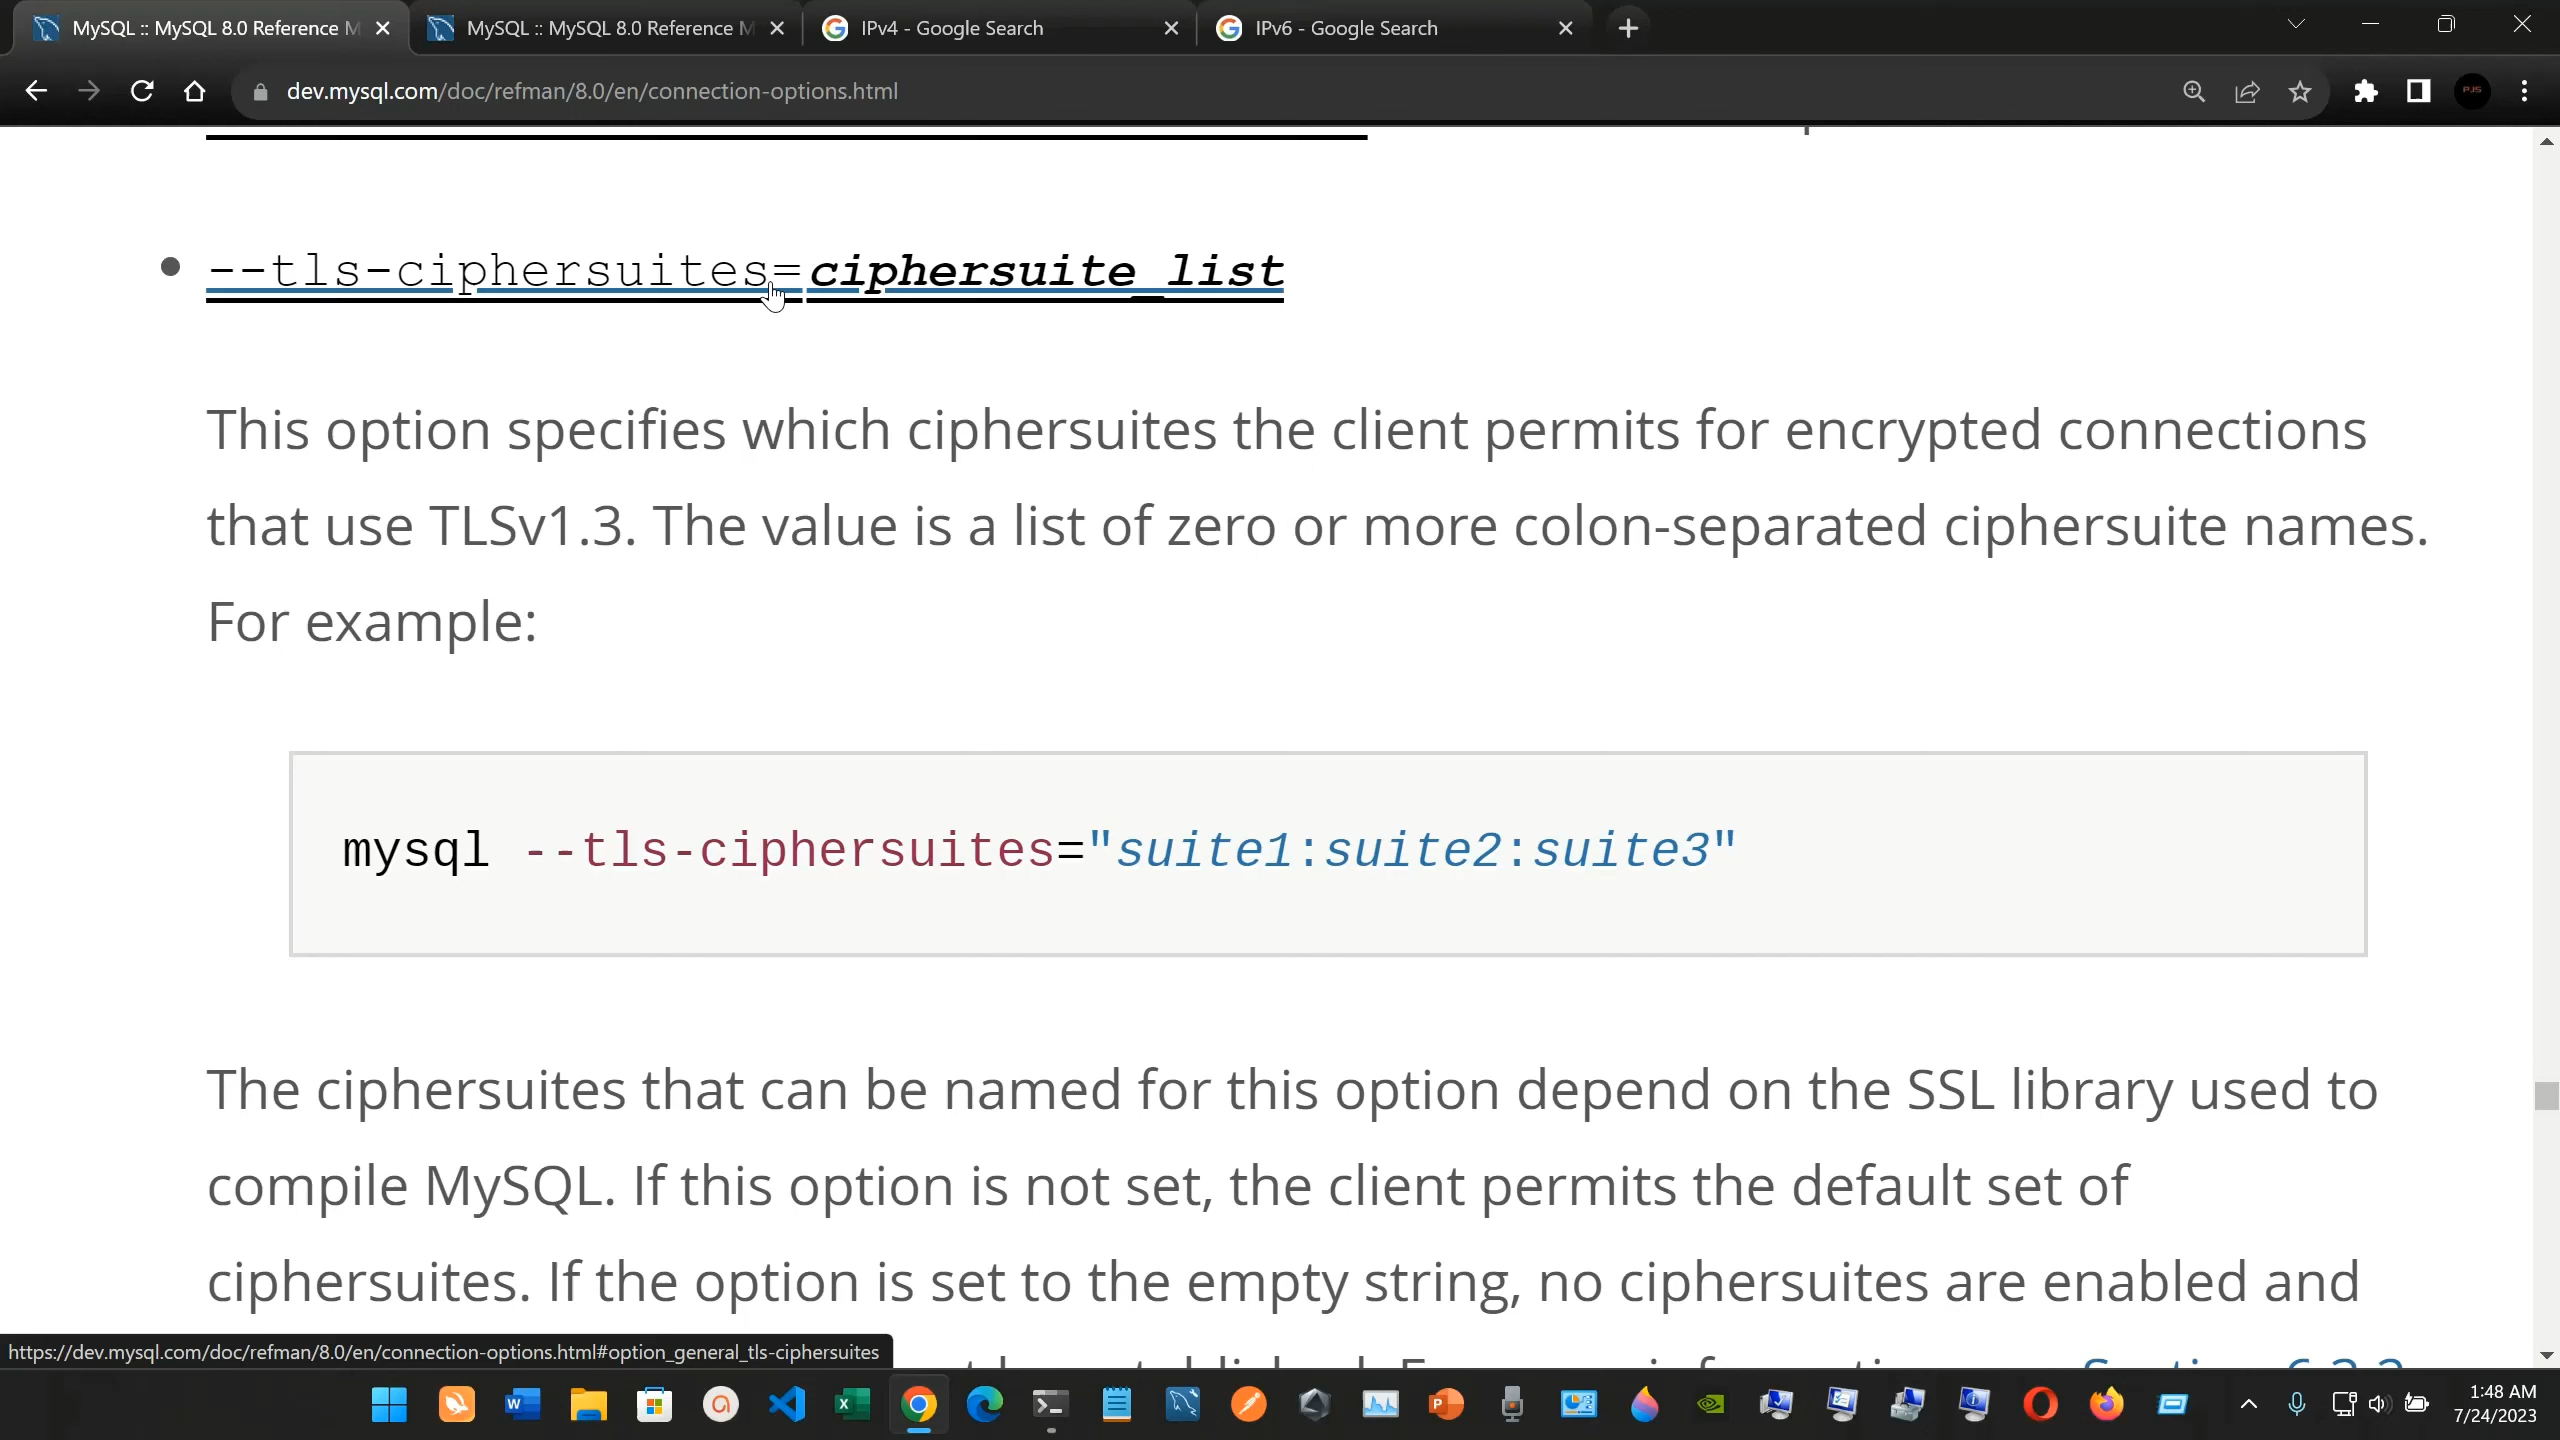 MySQL :: MySQL 8.0 Reference M
MySQL :: MySQL 8.0 Reference M
IPv4 - Google Search
IPv6 - Google Search
dev.mysql.com/doc/refman/8.0/en/connection-options.html
PJS
--tls-ciphersuites=ciphersuite_list
This option specifies which ciphersuites the client permits for encrypted connections
that use TLSv1.3. The value is a list of zero or more colon-separated ciphersuite names.
For example:
mysql --tls-ciphersuites="suite1:suite2:suite3"
The ciphersuites that can be named for this option depend on the SSL library used to
compile MySQL. If this option is not set, the client permits the default set of
ciphersuites. If the option is set to the empty string, no ciphersuites are enabled and
https://dev.mysql.com/doc/refman/8.0/en/connection-options.html#option_general_tls-ciphersuites
1:48 AM
7/24/2023